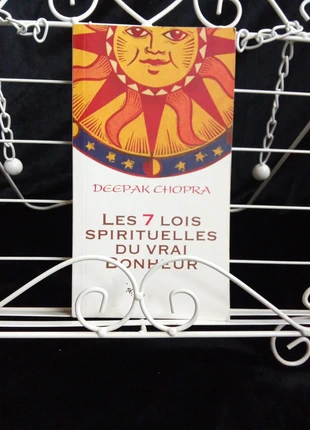 DEEPAK CHOPRA
LES 7 LOIS
SPIRITUELLES
DU VRAI
BONHEUR